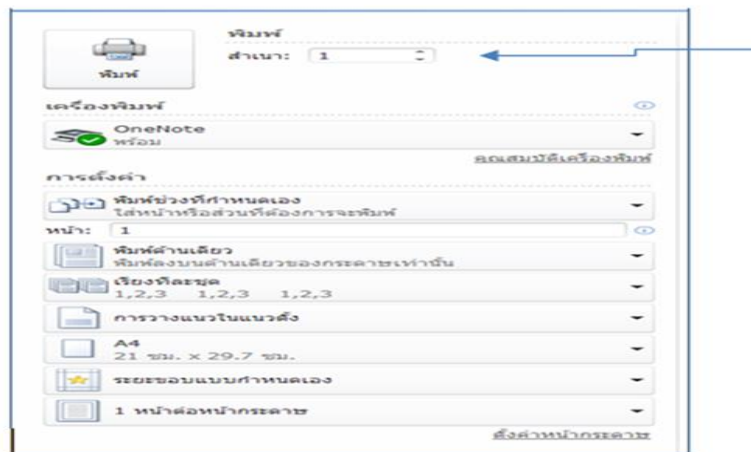 พิมพ์
สำเนา: 1
พิมพ์
เครื่องพิมพ์
OneNote
พร้อม
คุณสมบัติเครื่องพิมพ์
การตั้งค่า
พิมพ์ช่วงที่กำหนดเอง
ใส่หน้าหรือส่วนที่ต้องการจะพิมพ์
หน้า: 1
พิมพ์ด้านเดียว
พิมพ์ลงบนด้านเดียวของกระดาษเท่านั้น
เรียงทีละชุด
1,2,3 1,2,3 1,2,3
การวางแนวในแนวตั้ง
A4
21 ซม. x 29.7 ซม.
ระยะขอบแบบกำหนดเอง
1 หน้าต่อหน้ากระดาษ
ตั้งค่าหน้ากระดาษ